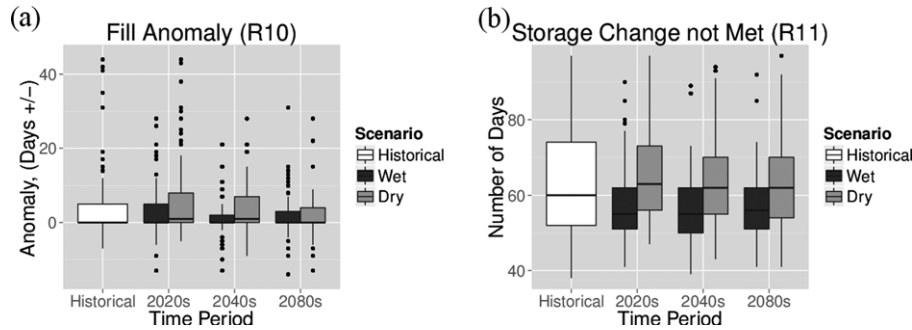 (a)
Fill Anomaly (R10)
Anomaly, (Days +/−)
40
20
0
Historical 2020s 2040s 2080s
Time Period
Scenario
Historical
Wet
Dry
(b)
Storage Change not Met (R11)
Number of Days
80
60
40
Historical 2020s 2040s 2080s
Time Period
Scenario
Historical
Wet
Dry